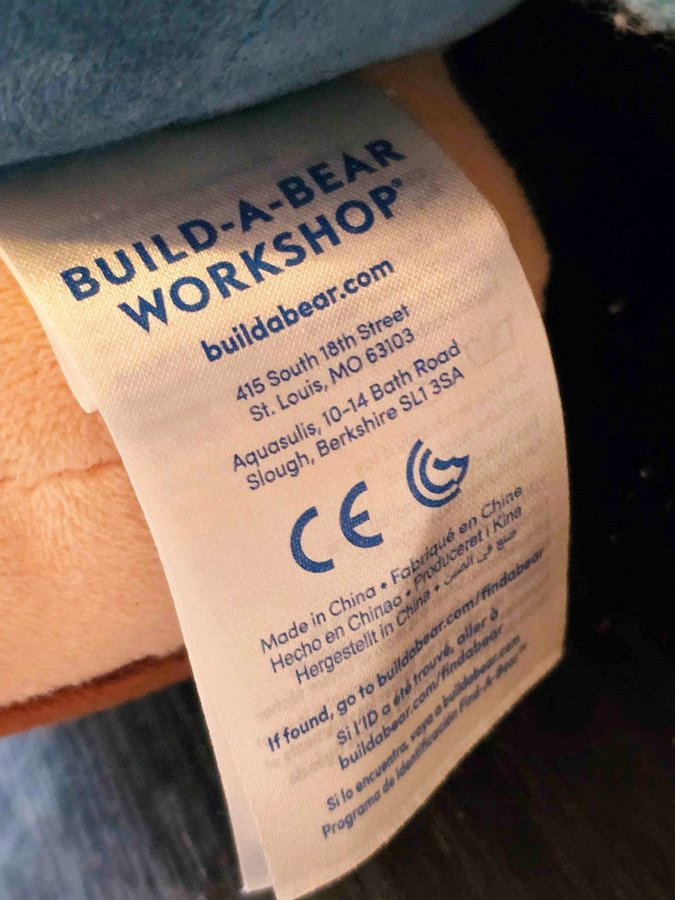 BUILD-A-BEAR
WORKSHOP®
buildabear.com
415 South 18th Street
St. Louis, MO 63103
Aquasulis, 10-14 Bath Road
Slough, Berkshire SL1 3SA
CE
Made in China • Fabriqué en Chine
Hecho en Chinaa • Produceret i Kina
Hergestellt in China • صنع في الصين
If found, go to buildabear.com/findabear
Si l'ID a été trouvé, aller à
buildabear.com/findabear
Si lo encuentra, vaya a buildabear.com
Programa de identificación Find-A-Bear™